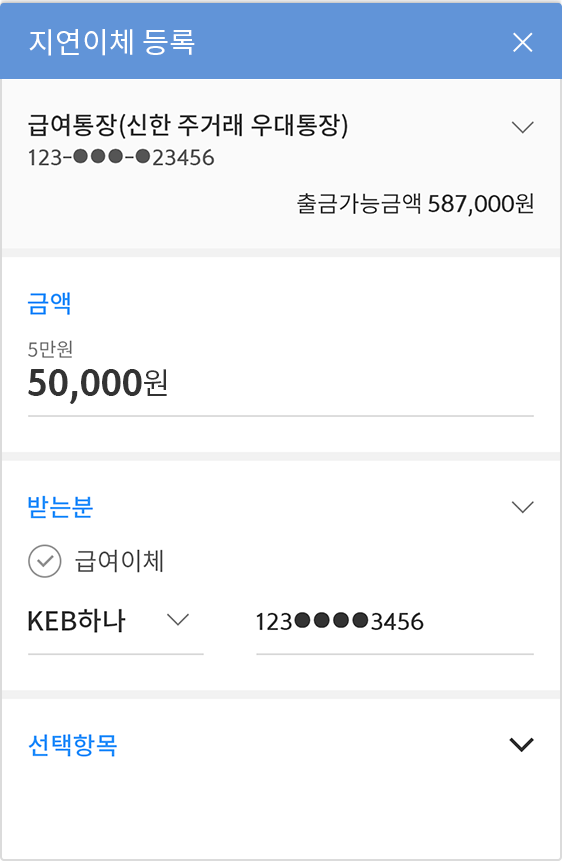 지연이체 등록
급여통장(신한 주거래 우대통장)
123-●●●-●23456
출금가능금액 587,000원
금액
5만원
50,000원
받는분
급여이체
KEB하나 123●●●●3456
선택항목